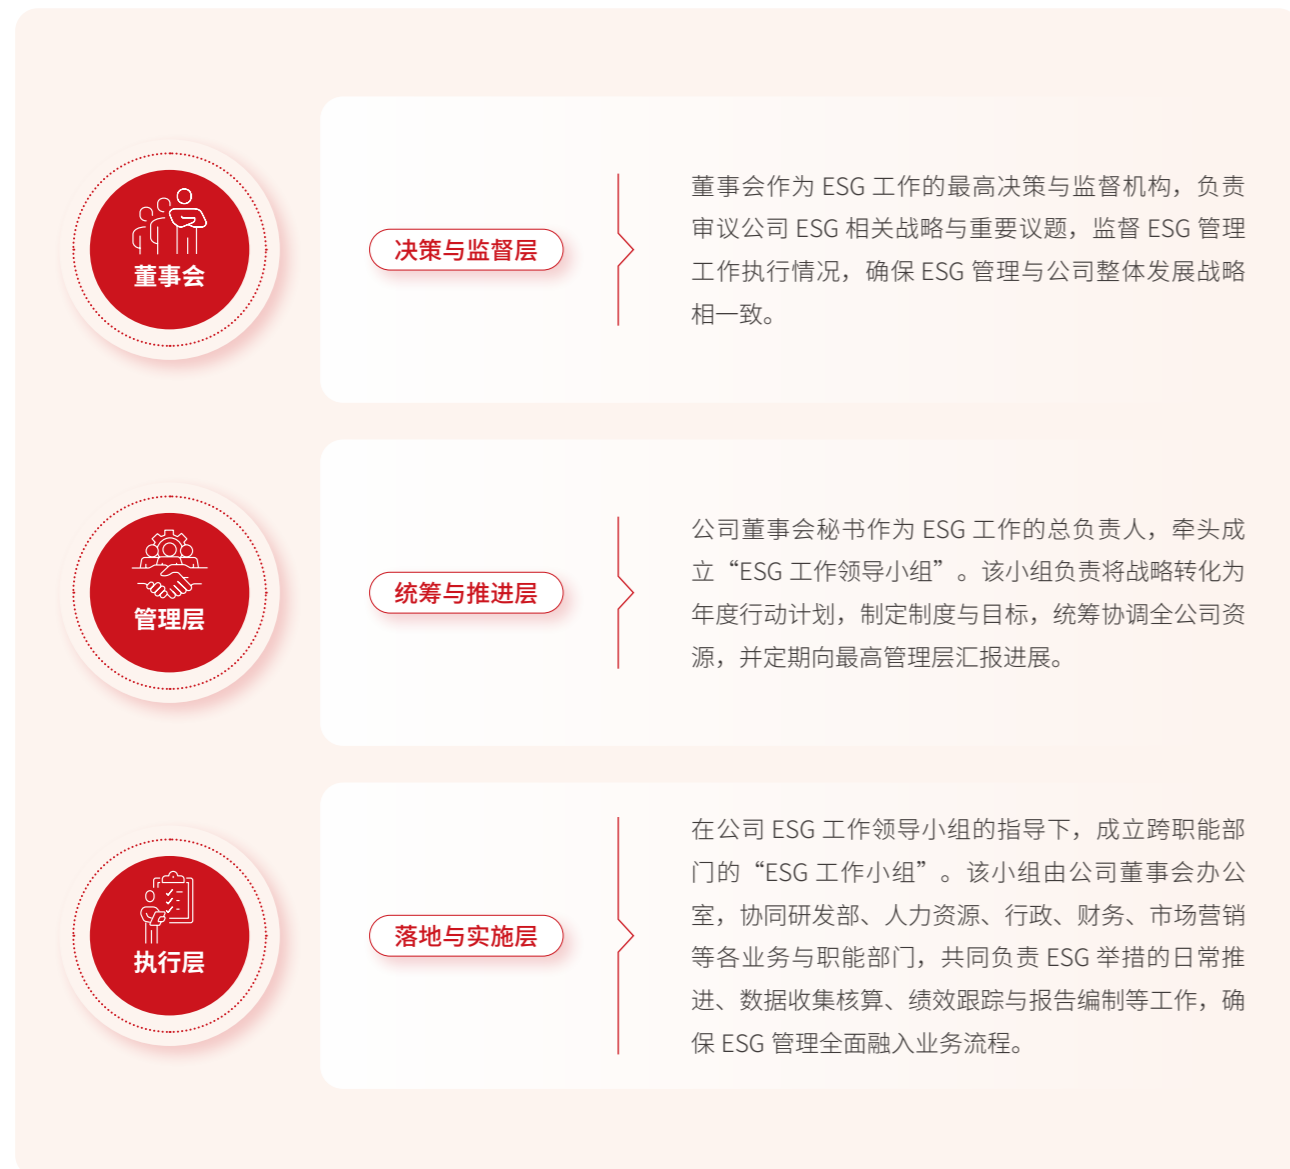 董事会
决策与监督层
董事会作为 ESG 工作的最高决策与监督机构，负责
审议公司 ESG 相关战略与重要议题，监督 ESG 管理
工作执行情况，确保 ESG 管理与公司整体发展战略
相一致。
管理层
统筹与推进层
公司董事会秘书作为 ESG 工作的总负责人，牵头成
立“ESG 工作领导小组”。该小组负责将战略转化为
年度行动计划，制定制度与目标，统筹协调全公司资
源，并定期向最高管理层汇报进展。
执行层
落地与实施层
在公司 ESG 工作领导小组的指导下，成立跨职能部
门的“ESG 工作小组”。该小组由公司董事会办公
室，协同研发部、人力资源、行政、财务、市场营销
等各业务与职能部门，共同负责 ESG 举措的日常推
进、数据收集核算、绩效跟踪与报告编制等工作，确
保 ESG 管理全面融入业务流程。